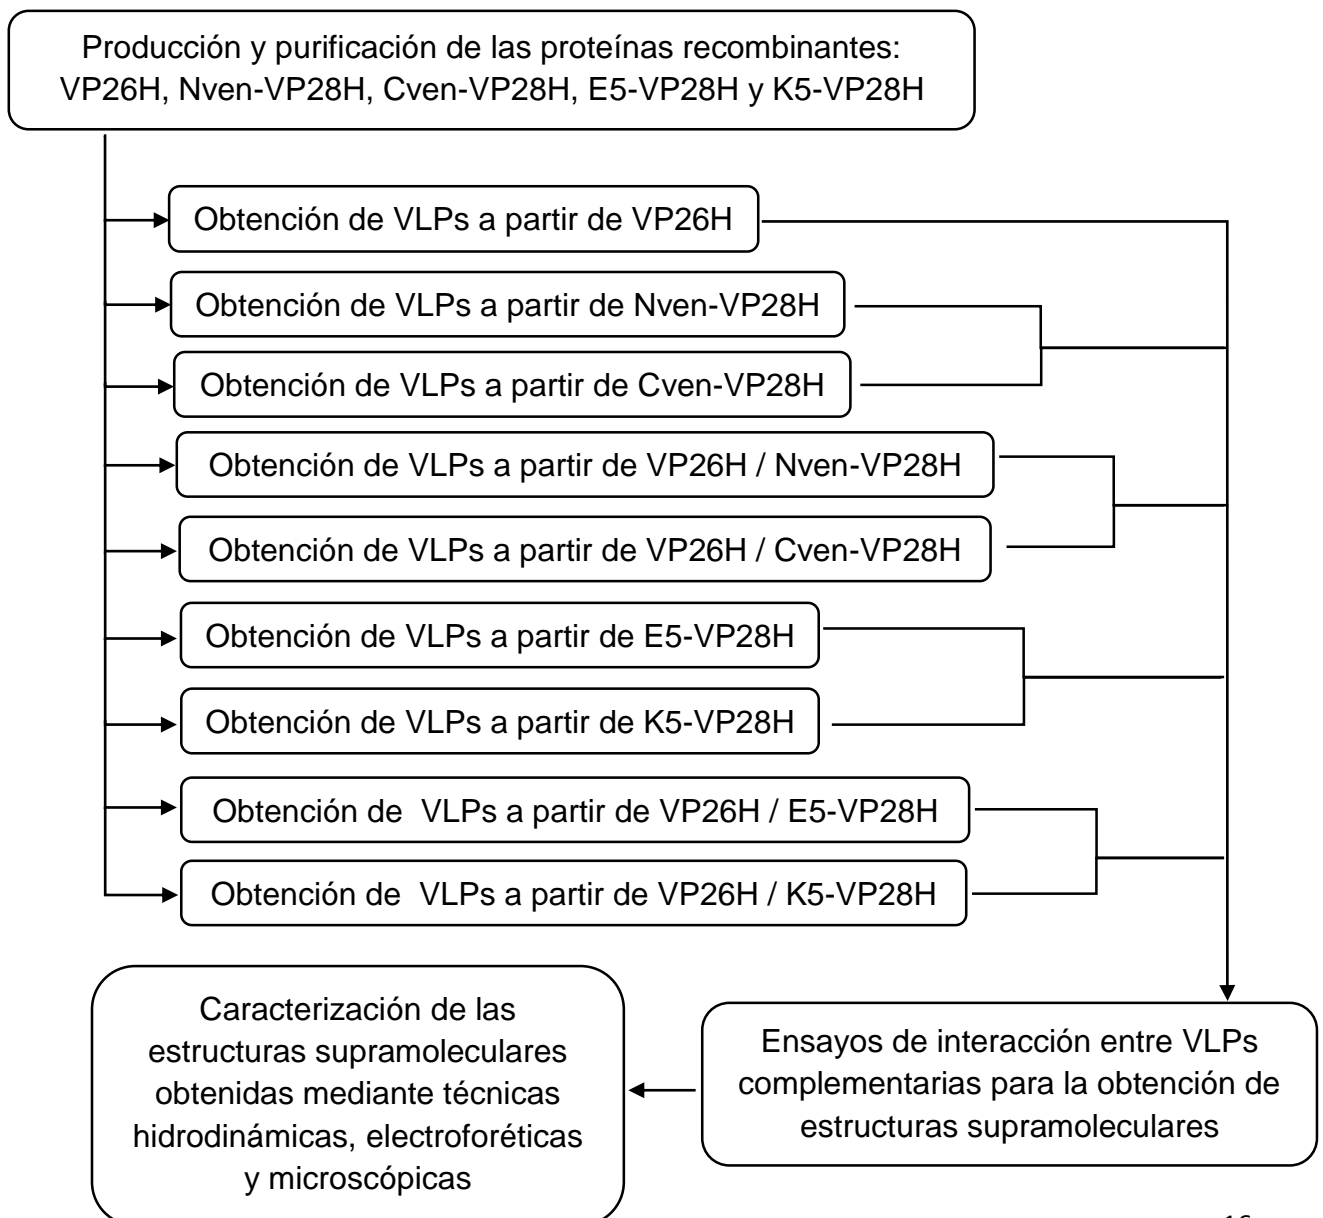 Producción y purificación de las proteínas recombinantes:
VP26H, Nven-VP28H, Cven-VP28H, E5-VP28H y K5-VP28H
Obtención de VLPs a partir de VP26H
Obtención de VLPs a partir de Nven-VP28H
Obtención de VLPs a partir de Cven-VP28H
Obtención de VLPs a partir de VP26H / Nven-VP28H
Obtención de VLPs a partir de VP26H / Cven-VP28H
Obtención de VLPs a partir de E5-VP28H
Obtención de VLPs a partir de K5-VP28H
Obtención de  VLPs a partir de VP26H / E5-VP28H
Obtención de  VLPs a partir de VP26H / K5-VP28H
Ensayos de interacción entre VLPs
complementarias para la obtención de
estructuras supramoleculares
Caracterización de las
estructuras supramoleculares
obtenidas mediante técnicas
hidrodinámicas, electroforéticas
y microscópicas